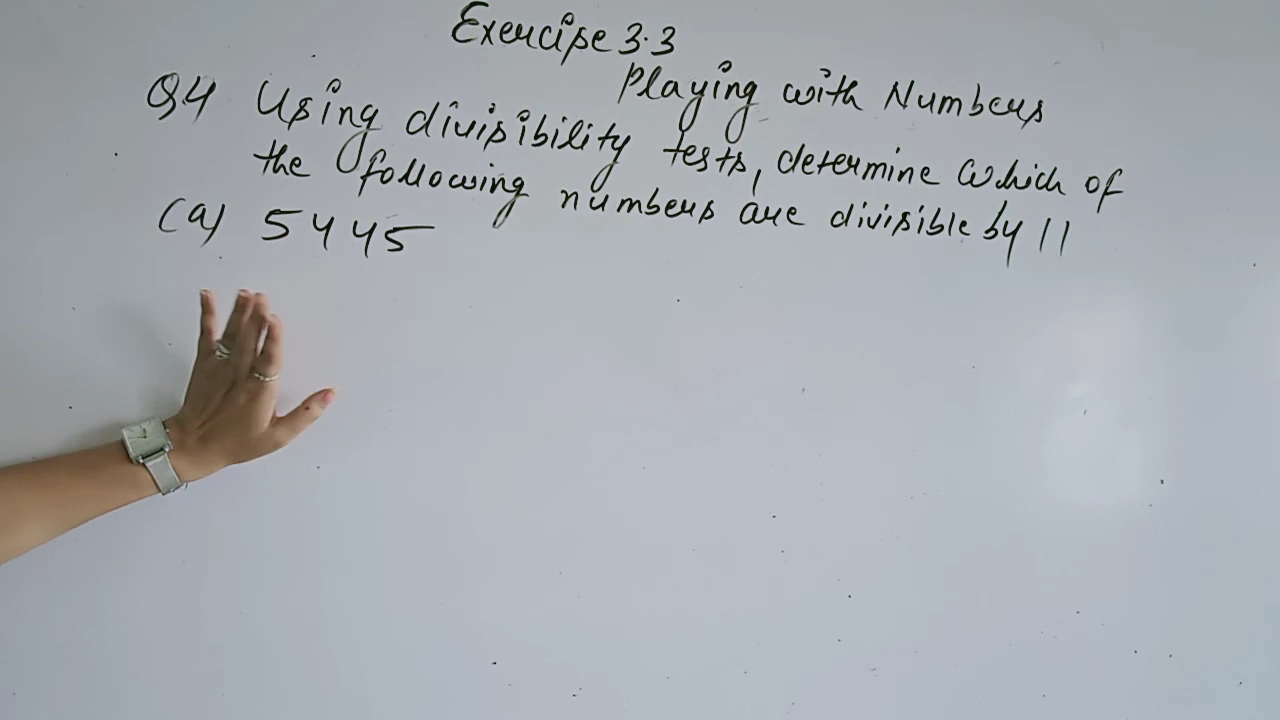 Exercise 3.3
Playing with Numbers
Q4 Using divisibility tests, determine which of
the following numbers are divisible by 11
(a) 5445